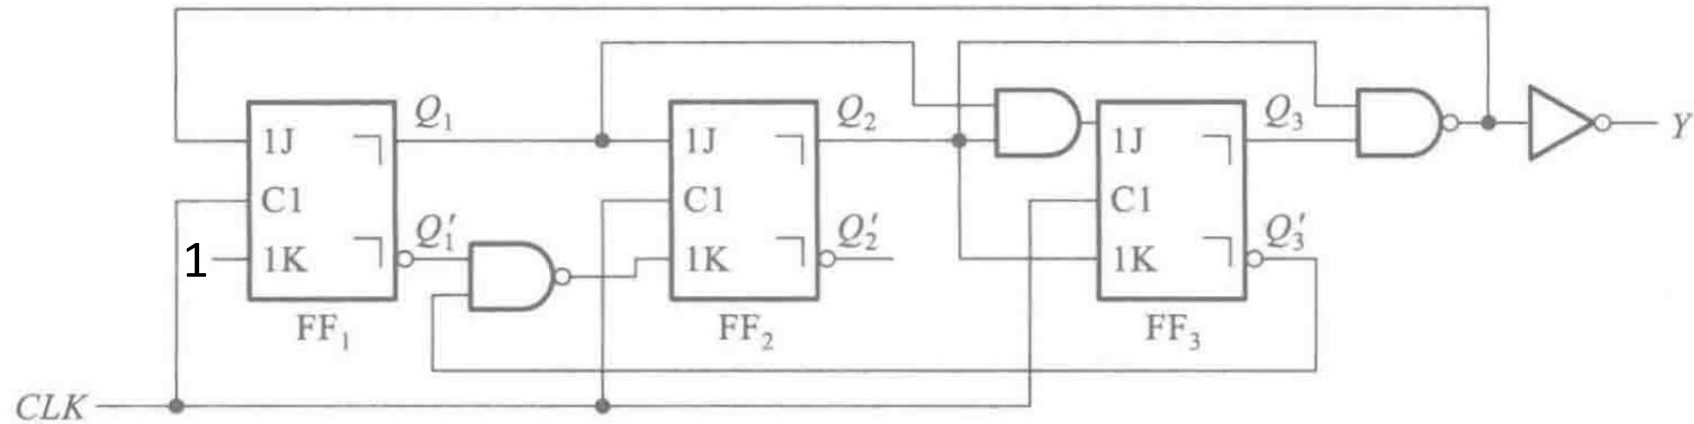 Q₁ Q₂ Q₃
1J 1J 1J Y
C1 C1 C1
Q₁′ Q₂′ Q₃′
1 1K 1K 1K
FF₁ FF₂ FF₃
CLK